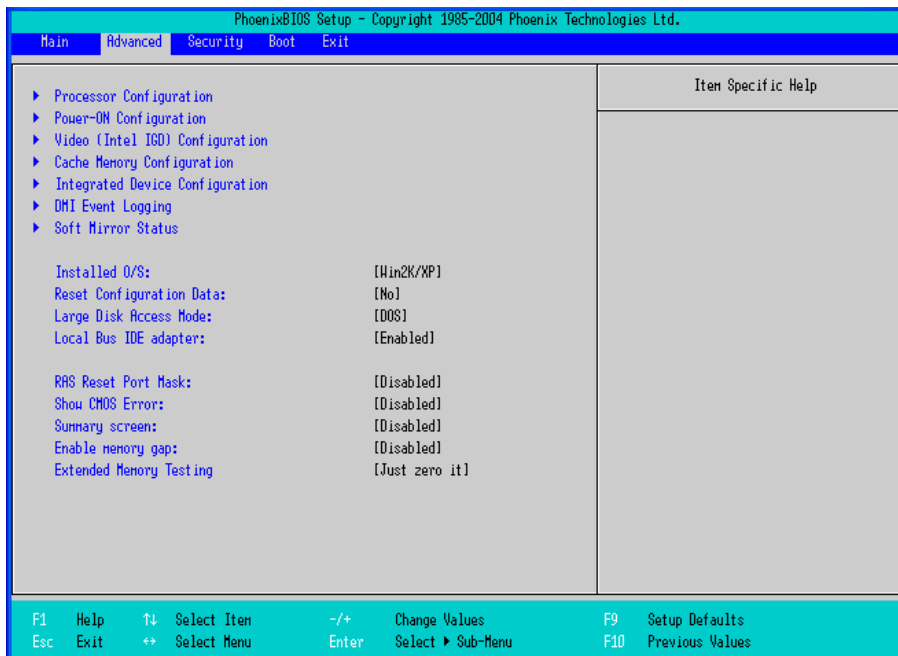 PhoenixBIOS Setup - Copyright 1985-2004 Phoenix Technologies Ltd.
Main Advanced Security Boot Exit
Item Specific Help
▶ Processor Configuration
▶ Power-ON Configuration
▶ Video (Intel IGD) Configuration
▶ Cache Memory Configuration
▶ Integrated Device Configuration
▶ DMI Event Logging
▶ Soft Mirror Status
Installed O/S: [Win2K/XP]
Reset Configuration Data: [No]
Large Disk Access Mode: [DOS]
Local Bus IDE adapter: [Enabled]
RAS Reset Port Mask: [Disabled]
Show CMOS Error: [Disabled]
Summary screen: [Disabled]
Enable memory gap: [Disabled]
Extended Memory Testing [Just zero it]
F1 Help ↑↓ Select Item -/+ Change Values F9 Setup Defaults
Esc Exit ↔ Select Menu Enter Select ▶ Sub-Menu F10 Previous Values